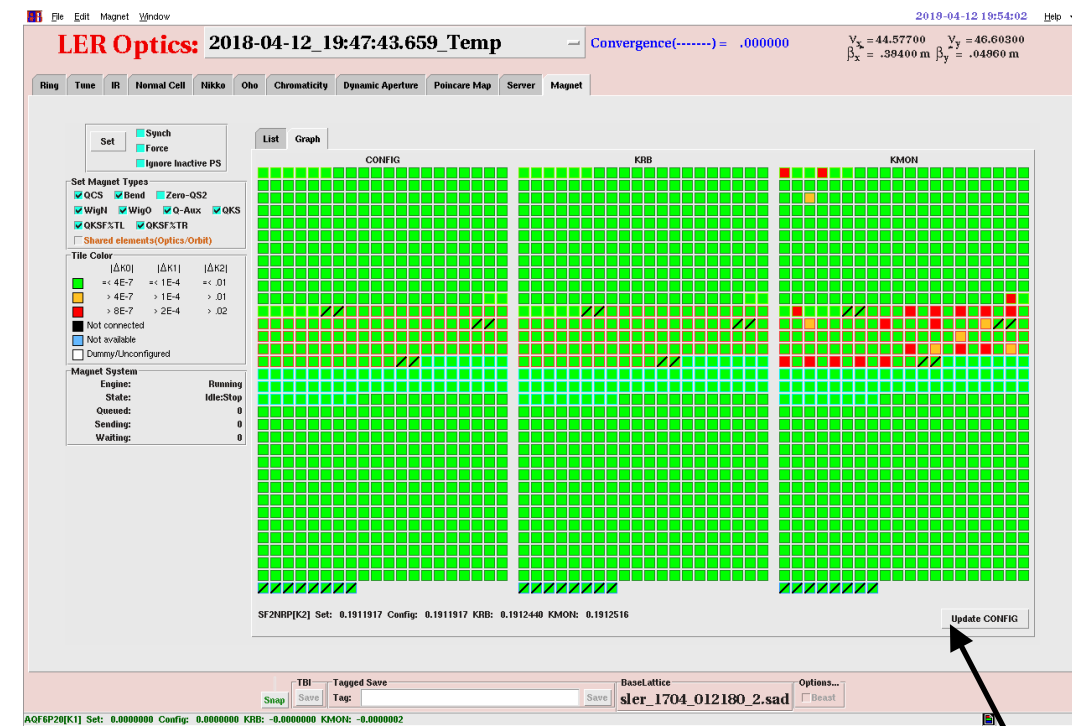 File Edit Magnet Window 2018-04-12 19:54:02 Help
LER Optics: 2018-04-12_19:47:43.659_Temp Convergence(-------) = .000000 νx =44.57700 νy =46.60300
βx = .38400 m βy = .04860 m
Ring Tune IR Normal Cell Nikko Oho Chromaticity Dynamic Aperture Poincare Map Server Magnet
Set Synch
Force
Ignore Inactive PS
List Graph
CONFIG KRB KMON
Set Magnet Types
QCS Bend Zero-QS2
WigN WigO Q-Aux QKS
QKSF%TL QKSF%TR
Shared elements(Optics/Orbit)
Tile Color
|ΔK0| |ΔK1| |ΔK2|
=< 4E-7 =< 1E-4 =< .01
> 4E-7 > 1E-4 > .01
> 8E-7 > 2E-4 > .02
Not connected
Not available
Dummy/Unconfigured
Magnet System
Engine: Running
State: Idle:Stop
Queued: 0
Sending: 0
Waiting: 0
SF2NRP[K2] Set: 0.1911917 Config: 0.1911917 KRB: 0.1912440 KMON: 0.1912516
Update CONFIG
TBI Tagged Save BaseLattice Options...
Snap Save Tag: Save sler_1704_012180_2.sad Beast
AQF6P20[K1] Set: 0.0000000 Config: 0.0000000 KRB: -0.0000000 KMON: -0.0000002